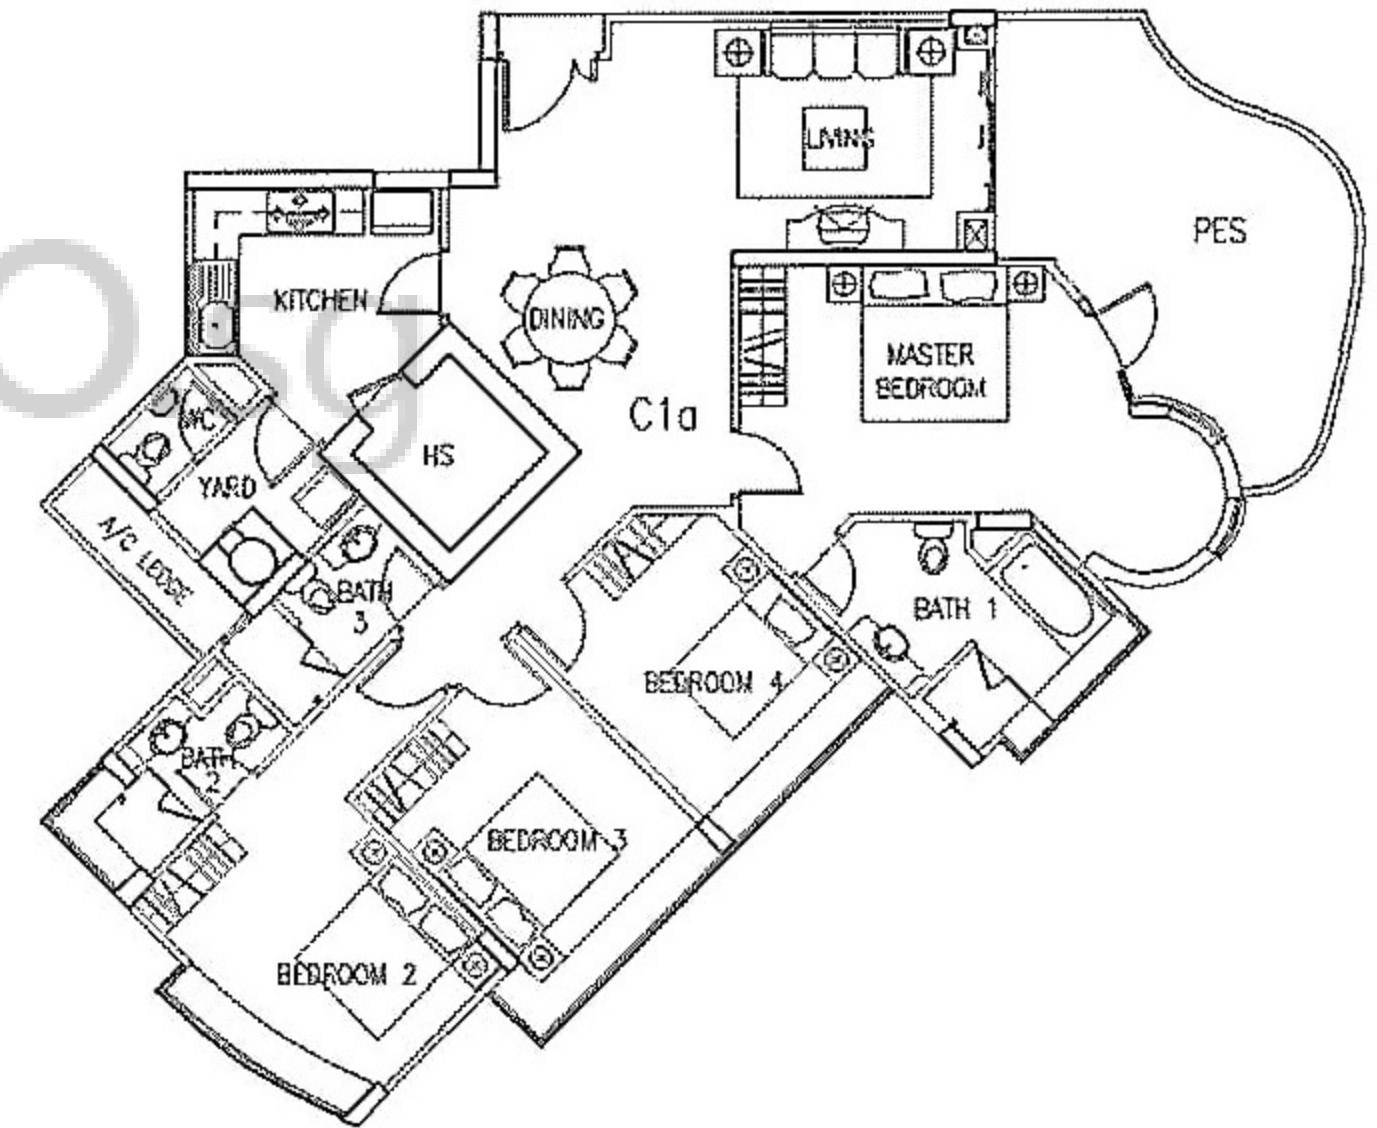 LIVING
PES
KITCHEN
DINING
MASTER
BEDROOM
C1a
WC
HS
YARD
A/C LEDGE
BATH
3
BATH 1
BEDROOM 4
BATH
2
BEDROOM 3
BEDROOM 2